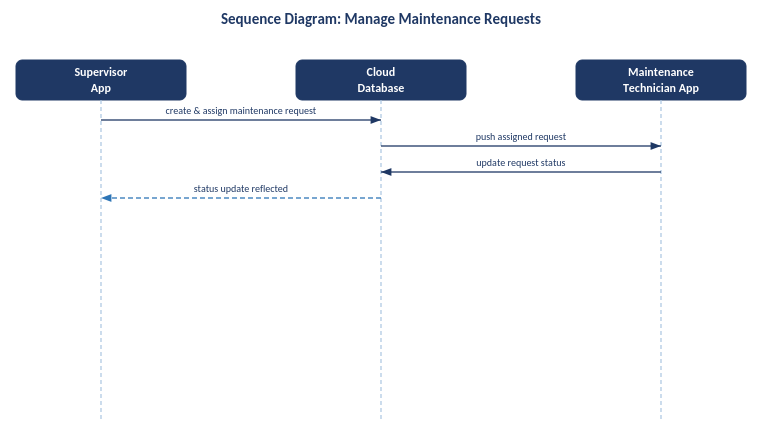 Sequence Diagram: Manage Maintenance Requests
Supervisor
App
Cloud
Database
Maintenance
Technician App
create & assign maintenance request
push assigned request
update request status
status update reflected